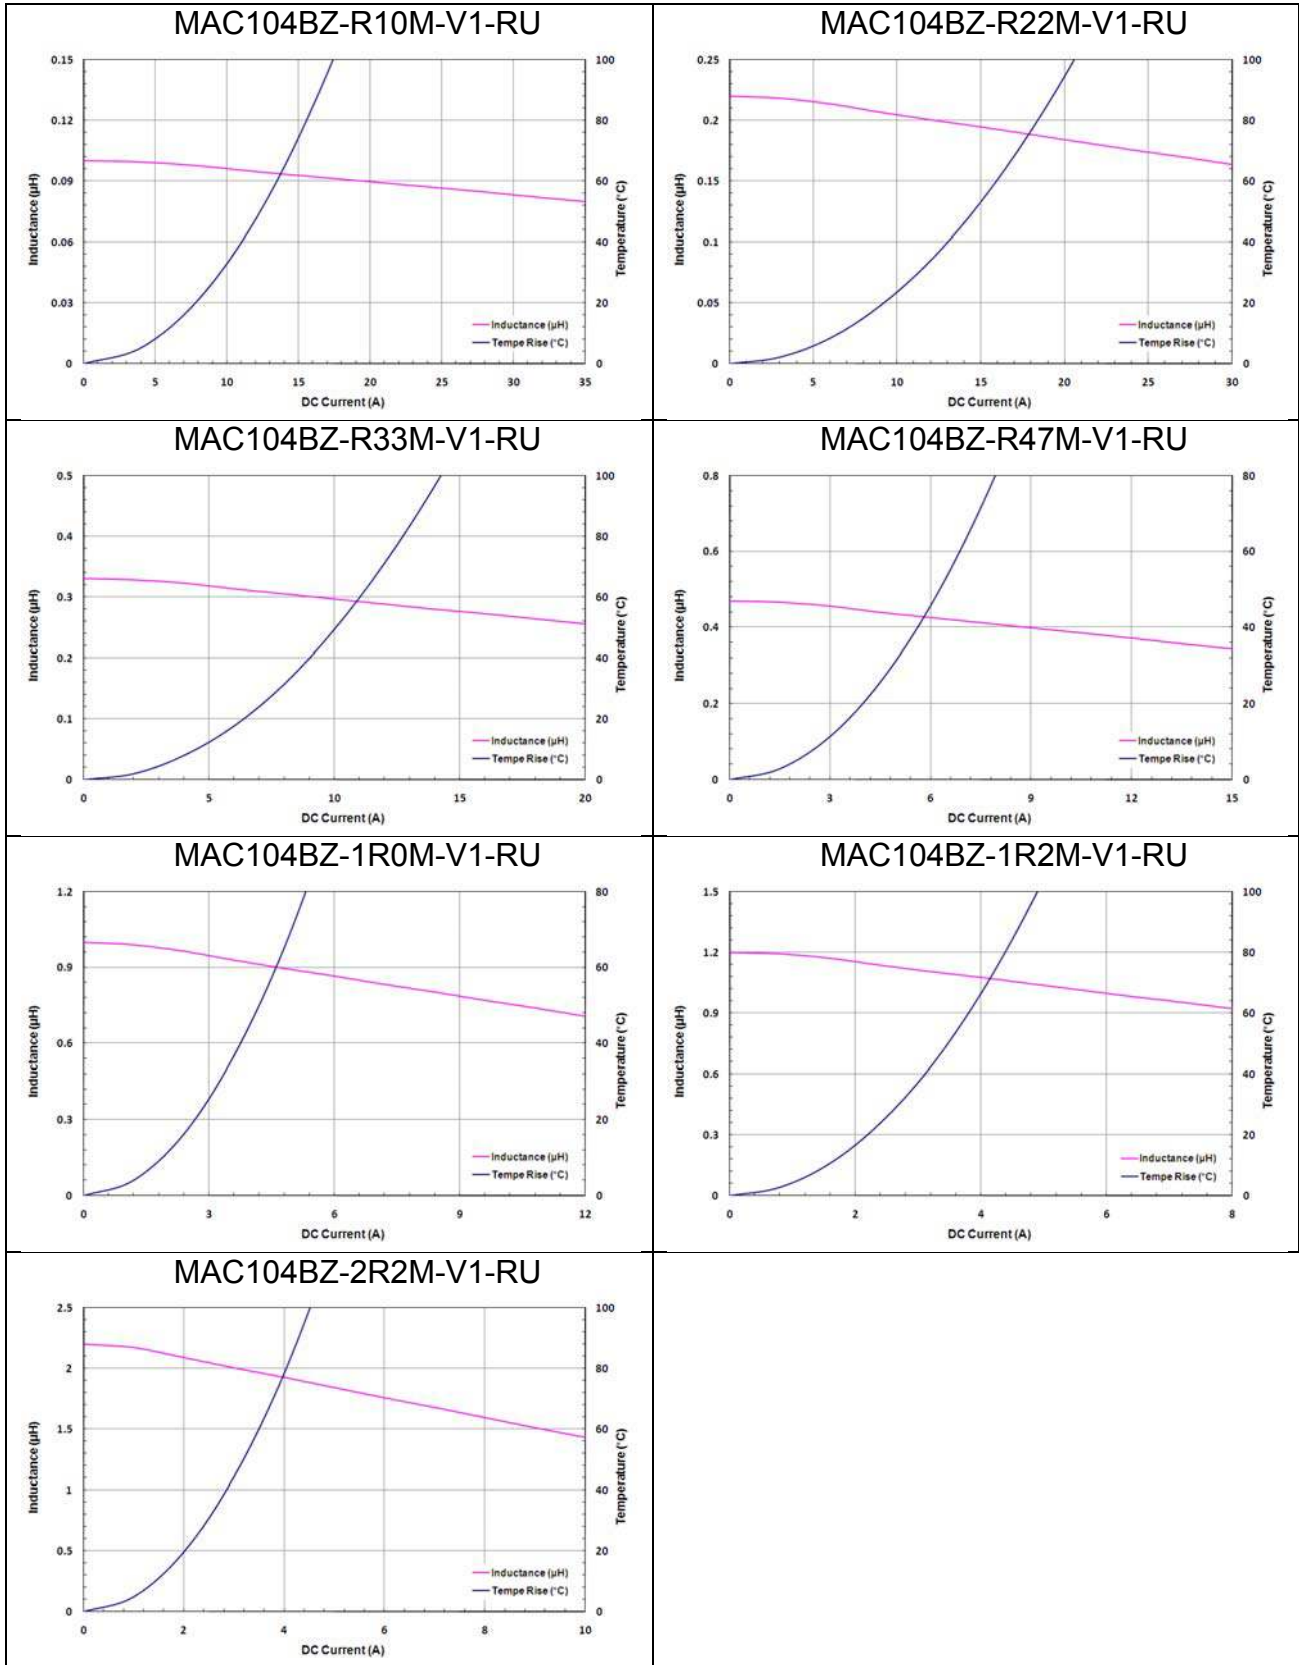 MAC104BZ-R10M-V1-RU
0.15
0.12
0.09
0.06
0.03
0
100
80
60
40
20
0
Inductance (µH)
Temperature (°C)
Inductance (µH)
Tempe Rise (°C)
0 5 10 15 20 25 30 35
DC Current (A)
MAC104BZ-R22M-V1-RU
0.25
0.2
0.15
0.1
0.05
0
100
80
60
40
20
0
Inductance (µH)
Temperature (°C)
Inductance (µH)
Tempe Rise (°C)
0 5 10 15 20 25 30
DC Current (A)
MAC104BZ-R33M-V1-RU
0.5
0.4
0.3
0.2
0.1
0
100
80
60
40
20
0
Inductance (µH)
Temperature (°C)
Inductance (µH)
Tempe Rise (°C)
0 5 10 15 20
DC Current (A)
MAC104BZ-R47M-V1-RU
0.8
0.6
0.4
0.2
0
80
60
40
20
0
Inductance (µH)
Temperature (°C)
Inductance (µH)
Tempe Rise (°C)
0 3 6 9 12 15
DC Current (A)
MAC104BZ-1R0M-V1-RU
1.2
0.9
0.6
0.3
0
80
60
40
20
0
Inductance (µH)
Temperature (°C)
Inductance (µH)
Tempe Rise (°C)
0 3 6 9 12
DC Current (A)
MAC104BZ-1R2M-V1-RU
1.5
1.2
0.9
0.6
0.3
0
100
80
60
40
20
0
Inductance (µH)
Temperature (°C)
Inductance (µH)
Tempe Rise (°C)
0 2 4 6 8
DC Current (A)
MAC104BZ-2R2M-V1-RU
2.5
2
1.5
1
0.5
0
100
80
60
40
20
0
Inductance (µH)
Temperature (°C)
Inductance (µH)
Tempe Rise (°C)
0 2 4 6 8 10
DC Current (A)